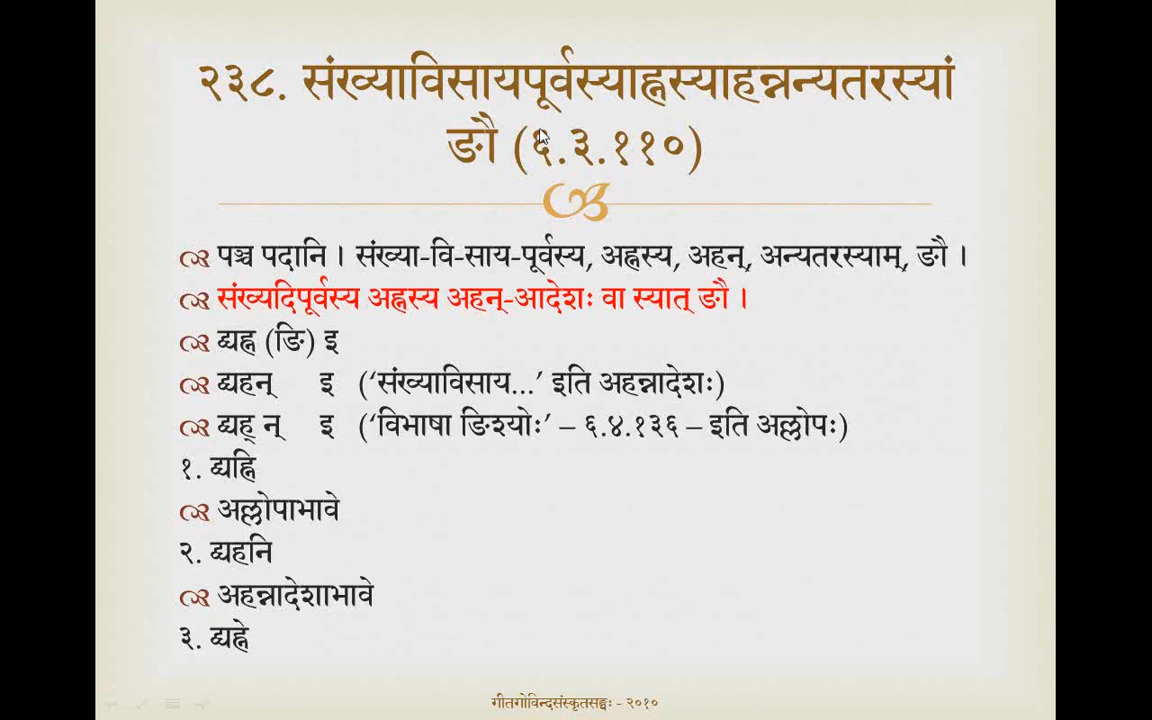 २३८. संख्याविसायपूर्वस्याह्नस्याहन्नन्यतरस्यां
ङौ (६.३.११०)
पञ्च पदानि । संख्या-वि-साय-पूर्वस्य, अह्नस्य, अहन्, अन्यतरस्याम्, ङौ ।
संख्यदिपूर्वस्य अह्नस्य अहन्-आदेशः वा स्यात् ङौ ।
द्व्यह्न (ङि) इ
द्व्यहन् इ (‘संख्याविसाय...’ इति अहन्नादेशः)
द्व्यह् न् इ (‘विभाषा ङिश्योः’ – ६.४.१३६ – इति अल्लोपः)
१. द्व्यह्नि
अल्लोपाभावे
२. द्व्यहनि
अहन्नादेशाभावे
३. द्व्यह्ने
गीतगोविन्दसंस्कृतसङ्घः - २०१०